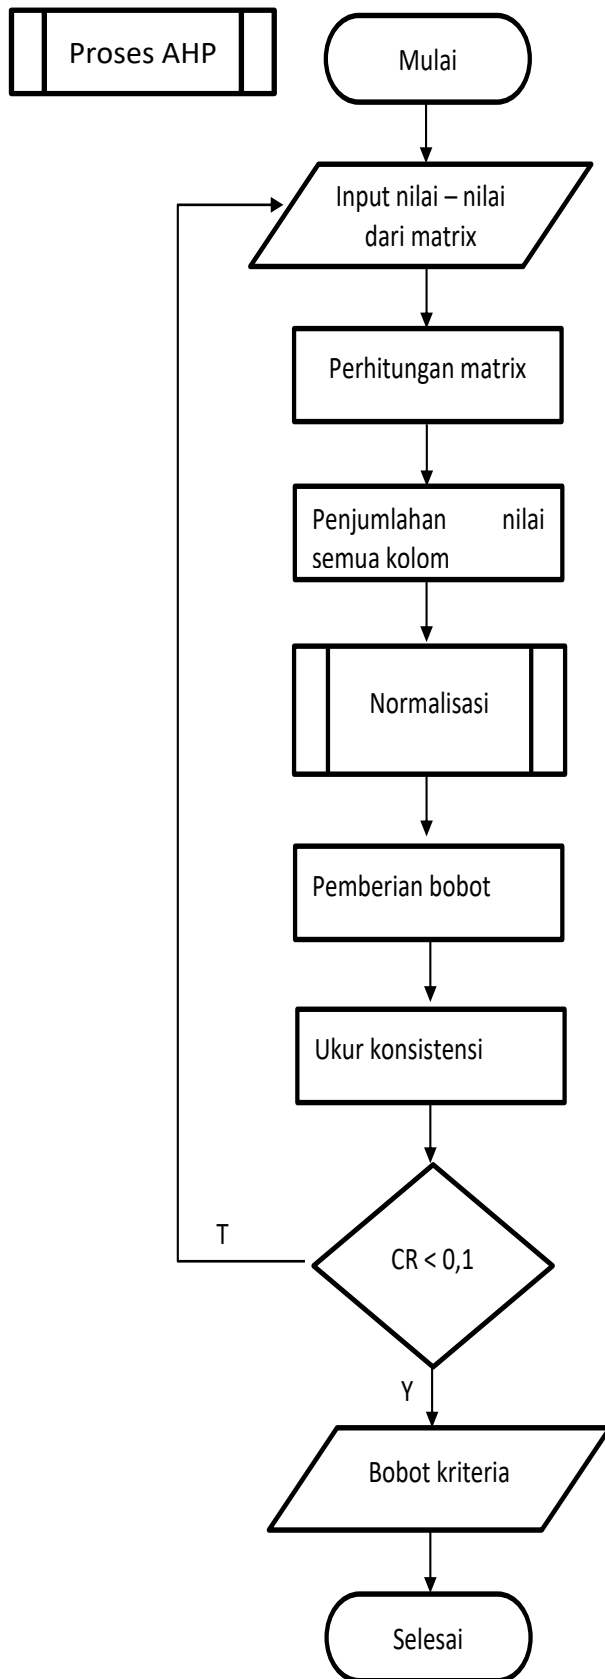 Proses AHP
Mulai
Input nilai – nilai
dari matrix
Perhitungan matrix
Penjumlahan nilai
semua kolom
Normalisasi
Pemberian bobot
Ukur konsistensi
T
CR < 0,1
Y
Bobot kriteria
Selesai